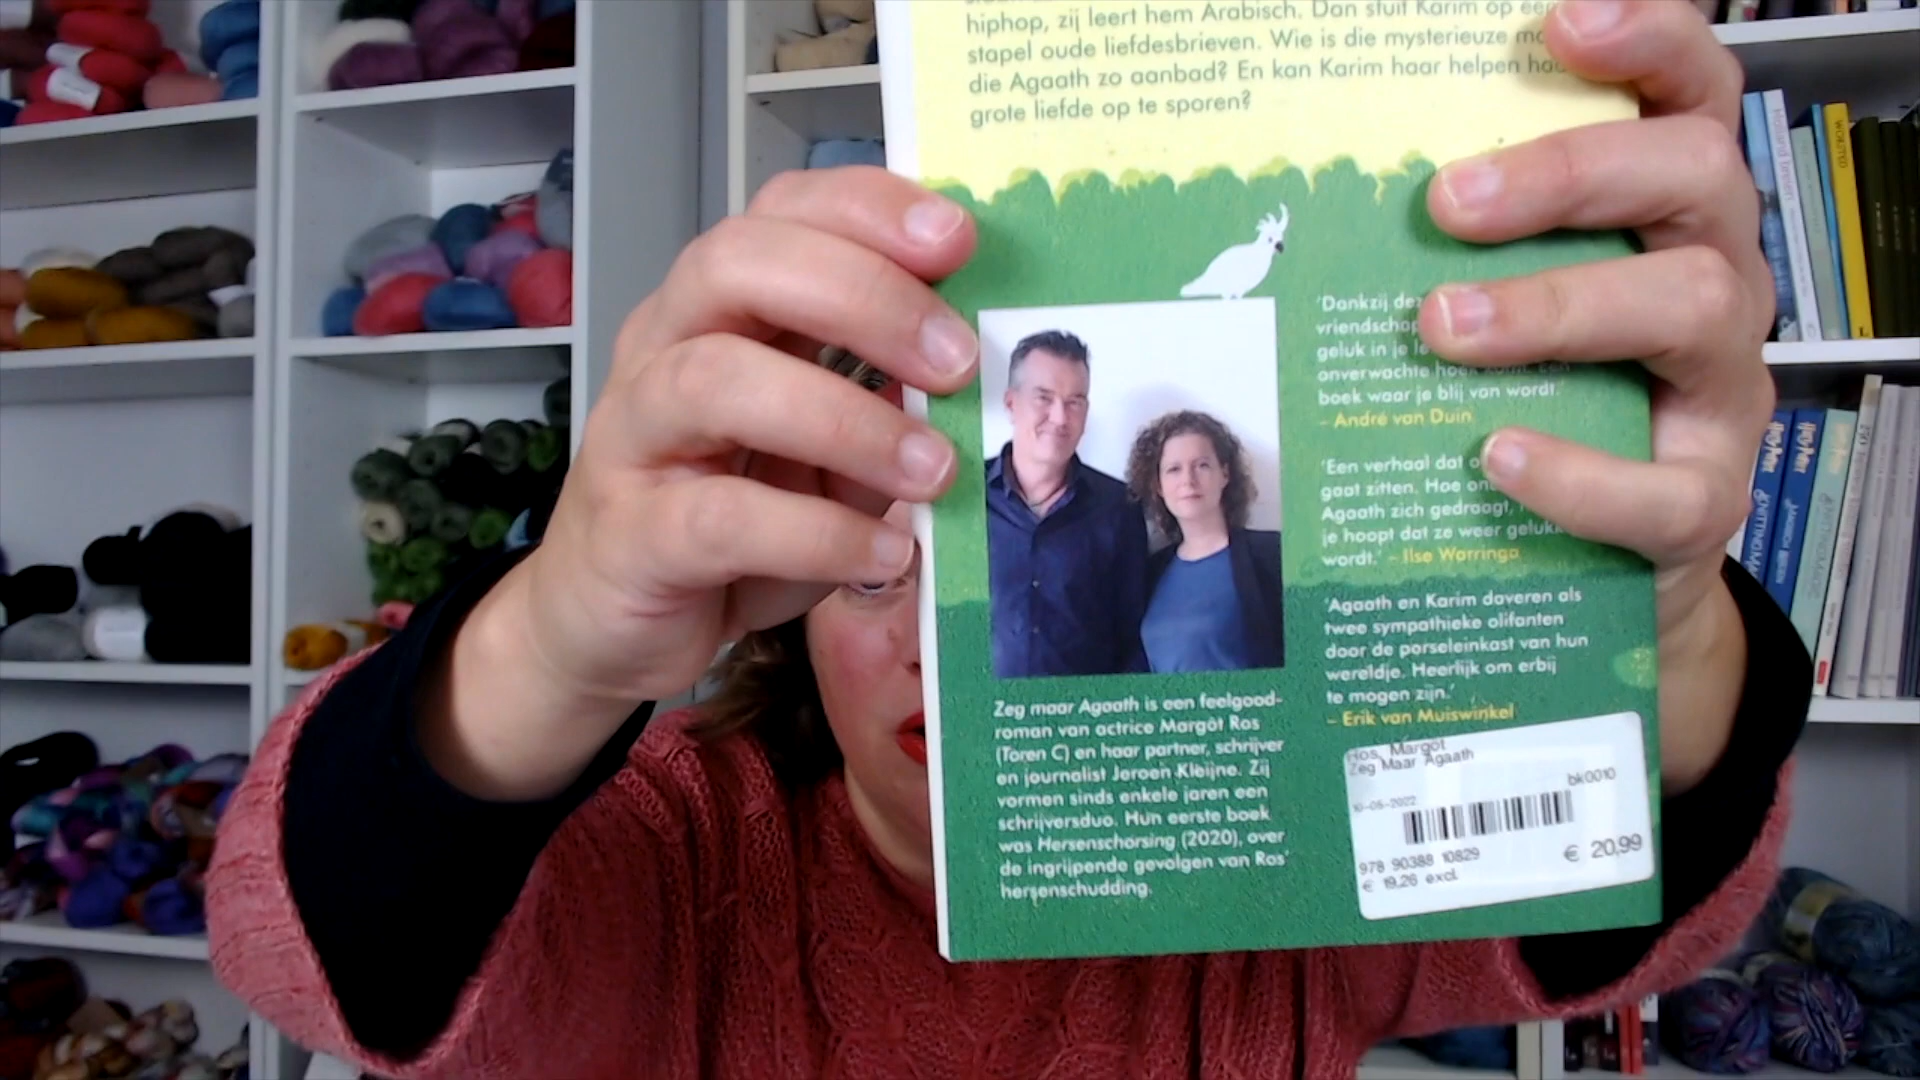 hiphop, zij leert hem Arabisch. Dan stuit Karim op een
stapel oude liefdesbrieven. Wie is die mysterieuze
die Agaath zo aanbad? En kan Karim haar helpen
grote liefde op te sporen?
'Dankzij
vriendschap
geluk in je
onverwachte hoek komt. Een
boek waar je blij van wordt.'
- André van Duin
'Een verhaal dat
gaat zitten. Hoe
Agaath zich gedraagt,
je hoopt dat ze weer
wordt.' - Ilse Warringa
'Agaath en Karim daveren als
twee sympathieke olifanten
door de porseleinkast van hun
wereldje. Heerlijk om erbij
te mogen zijn.'
- Erik van Muiswinkel
Zeg maar Agaath is een feelgood-
roman van actrice Margôt Ros
(Toren C) en haar partner, schrijver
en journalist Jeroen Kleijne. Zij
vormen sinds enkele jaren een
schrijversduo. Hun eerste boek
was Hersenschorsing (2020), over
de ingrijpende gevolgen van Ros'
hersenschudding.
Ros, Margot
Zeg Maar Agaath
bk0010
10-05-2022
978 90388 10829
€ 20,99
€ 19,26 excl.
WORSTED